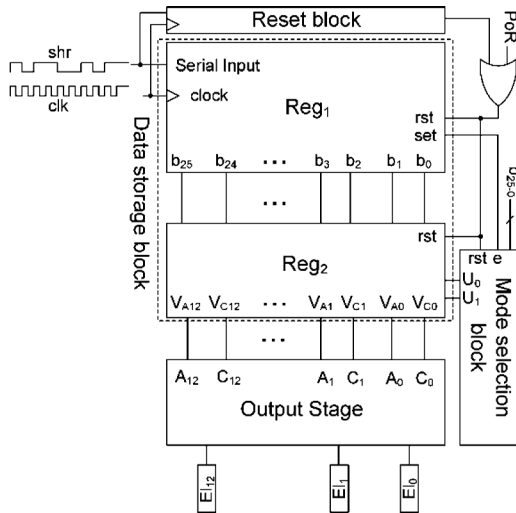 shr
clk
Reset block
PoR
Serial Input
clock
Reg1
rst
set
b25 b24 ... b3 b2 b1 b0
...
Data storage block
b25-0
rst
Reg2
VA12 VC12 ... VA1 VC1 VA0 VC0
rst e
U0
U1
Mode selection block
...
A12 C12 A1 C1 A0 C0
Output Stage
El12
El1
El0